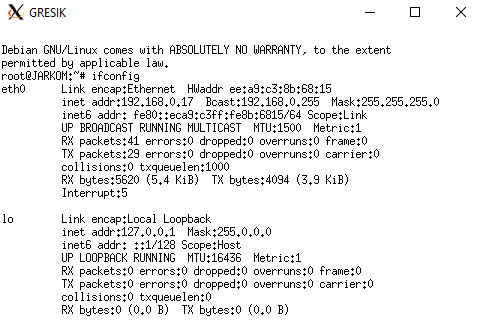 GRESIK
Debian GNU/Linux comes with ABSOLUTELY NO WARRANTY, to the extent
permitted by applicable law.
root@JARKOM:~# ifconfig
eth0 Link encap:Ethernet HWaddr ee:a9:c3:8b:68:15
inet addr:192.168.0.17 Bcast:192.168.0.255 Mask:255.255.255.0
inet6 addr: fe80::eca9:c3ff:fe8b:6815/64 Scope:Link
UP BROADCAST RUNNING MULTICAST MTU:1500 Metric:1
RX packets:41 errors:0 dropped:0 overruns:0 frame:0
TX packets:29 errors:0 dropped:0 overruns:0 carrier:0
collisions:0 txqueuelen:1000
RX bytes:5620 (5.4 KiB) TX bytes:4094 (3.9 KiB)
Interrupt:5
lo Link encap:Local Loopback
inet addr:127.0.0.1 Mask:255.0.0.0
inet6 addr: ::1/128 Scope:Host
UP LOOPBACK RUNNING MTU:16436 Metric:1
RX packets:0 errors:0 dropped:0 overruns:0 frame:0
TX packets:0 errors:0 dropped:0 overruns:0 carrier:0
collisions:0 txqueuelen:0
RX bytes:0 (0.0 B) TX bytes:0 (0.0 B)